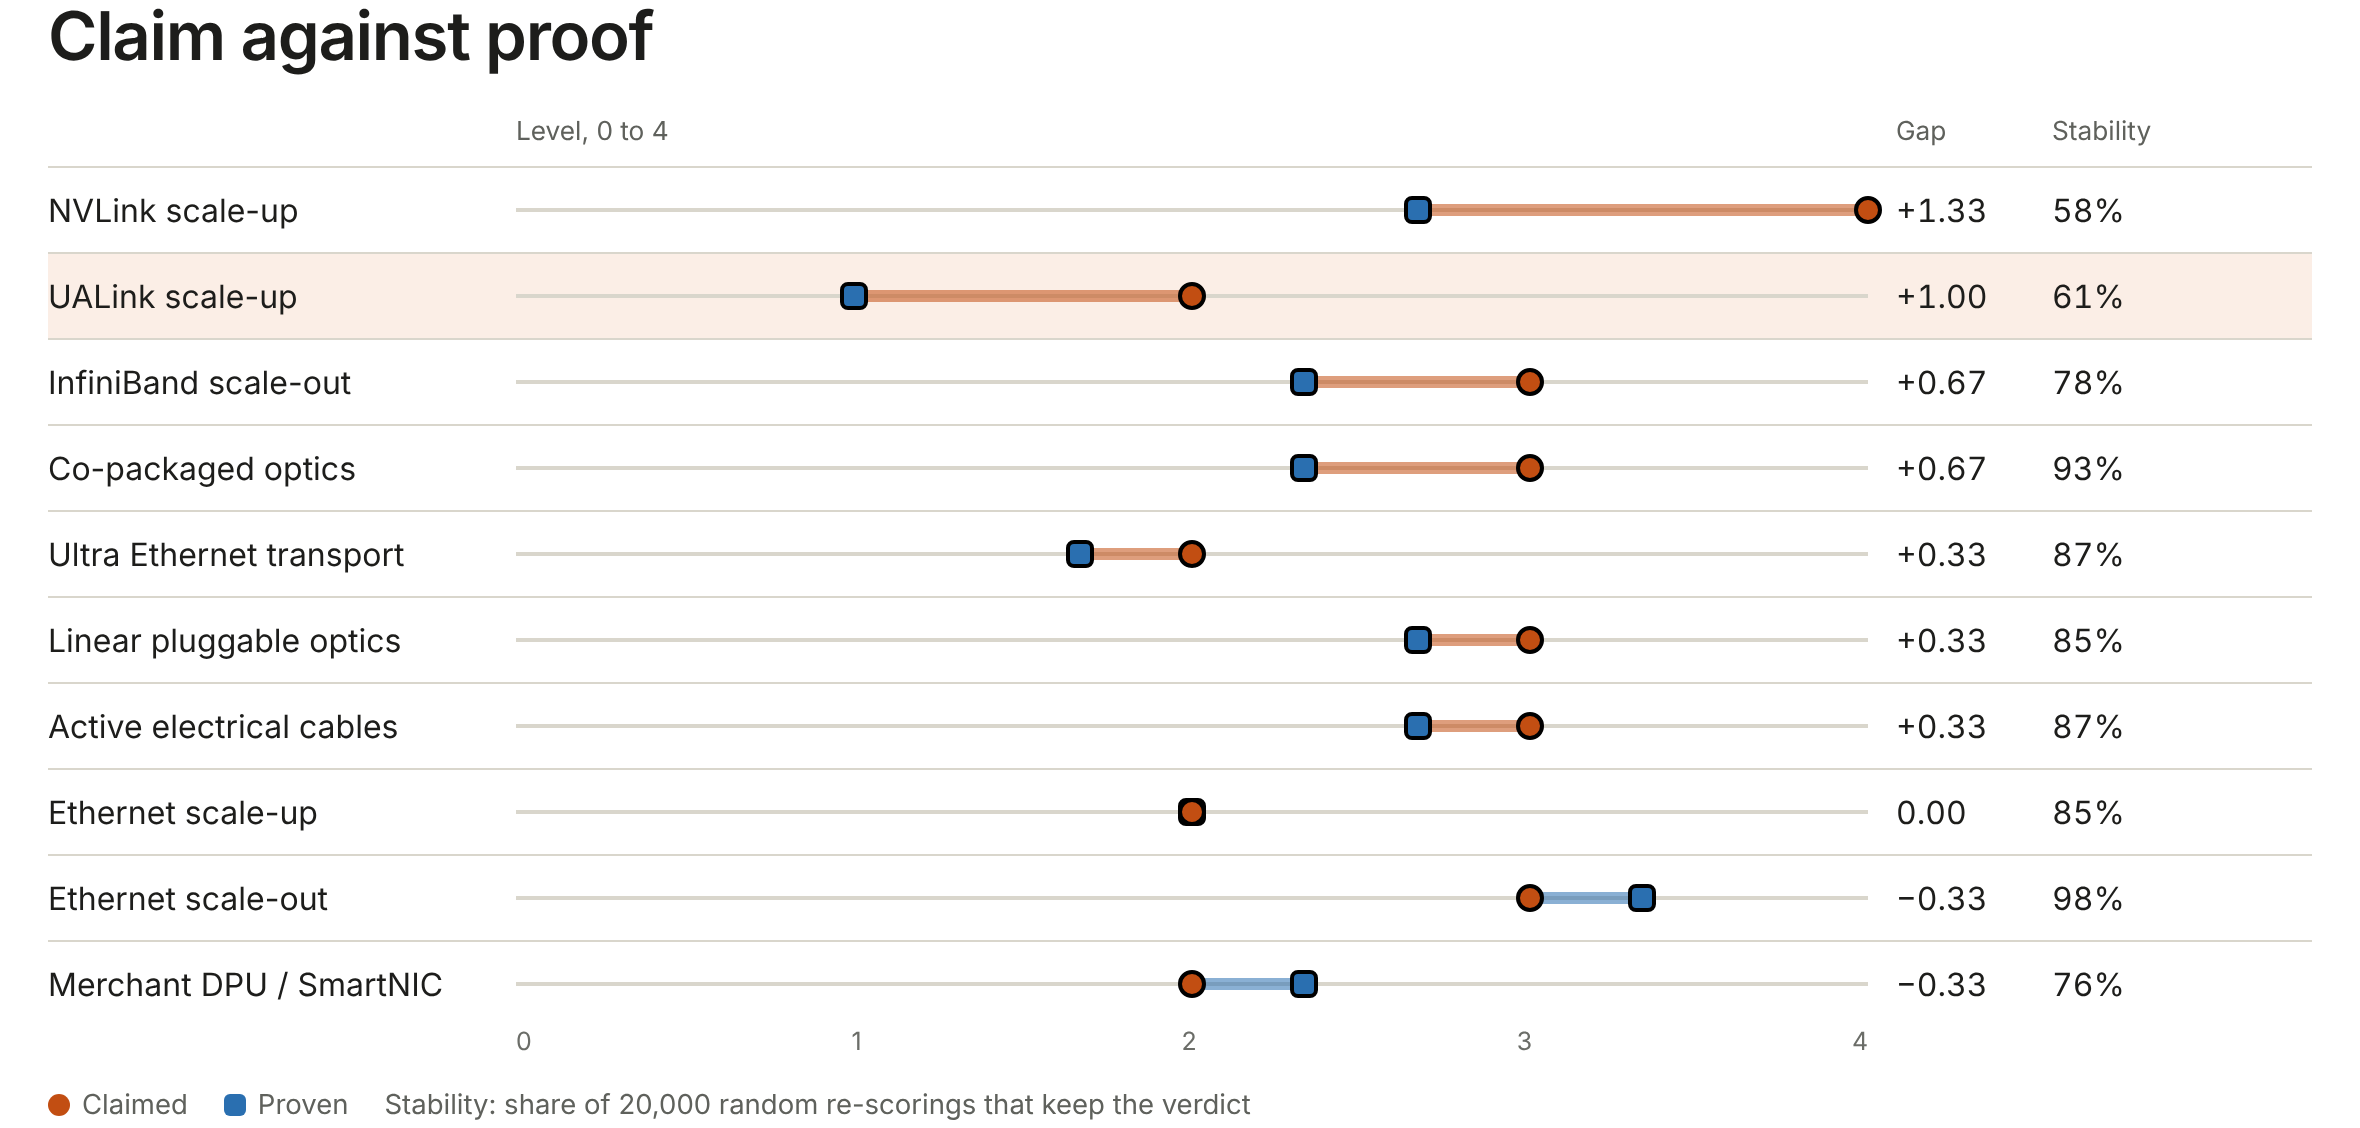 Claim against proof
Level, 0 to 4 Gap Stability
NVLink scale-up +1.33 58%
UALink scale-up +1.00 61%
InfiniBand scale-out +0.67 78%
Co-packaged optics +0.67 93%
Ultra Ethernet transport +0.33 87%
Linear pluggable optics +0.33 85%
Active electrical cables +0.33 87%
Ethernet scale-up 0.00 85%
Ethernet scale-out −0.33 98%
Merchant DPU / SmartNIC −0.33 76%
0 1 2 3 4
Claimed Proven Stability: share of 20,000 random re-scorings that keep the verdict